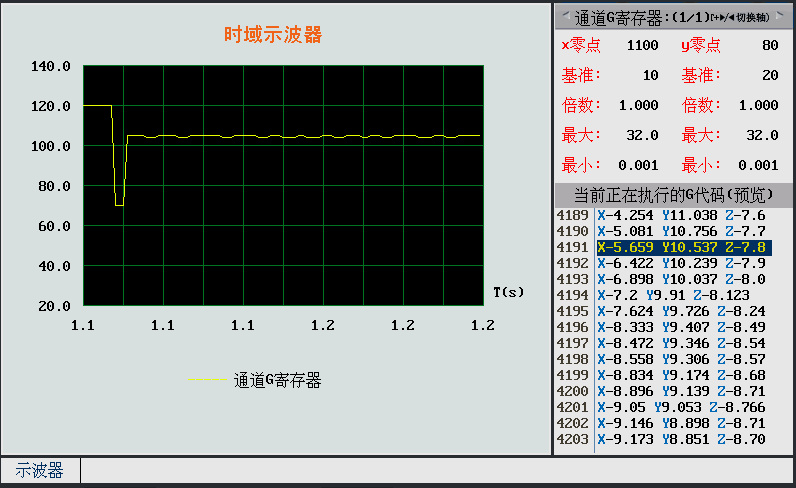 时域示波器
140.0
120.0
100.0
80.0
60.0
40.0
20.0
T(s)
1.1 1.1 1.1 1.2 1.2 1.2
通道G寄存器
通道G寄存器:(1/1)[+▶/◀切换轴)
x零点 1100 y零点 80
基准: 10 基准: 20
倍数: 1.000 倍数: 1.000
最大: 32.0 最大: 32.0
最小: 0.001 最小: 0.001
当前正在执行的G代码(预览)
4189 X-4.254 Y11.038 Z-7.6
4190 X-5.081 Y10.756 Z-7.7
4191 X-5.659 Y10.537 Z-7.8
4192 X-6.422 Y10.239 Z-7.9
4193 X-6.898 Y10.037 Z-8.0
4194 X-7.2 Y9.91 Z-8.123
4195 X-7.624 Y9.726 Z-8.24
4196 X-8.333 Y9.407 Z-8.49
4197 X-8.472 Y9.346 Z-8.54
4198 X-8.558 Y9.306 Z-8.57
4199 X-8.834 Y9.174 Z-8.68
4200 X-8.896 Y9.139 Z-8.71
4201 X-9.05 Y9.053 Z-8.766
4202 X-9.146 Y8.898 Z-8.71
4203 X-9.173 Y8.851 Z-8.70
示波器